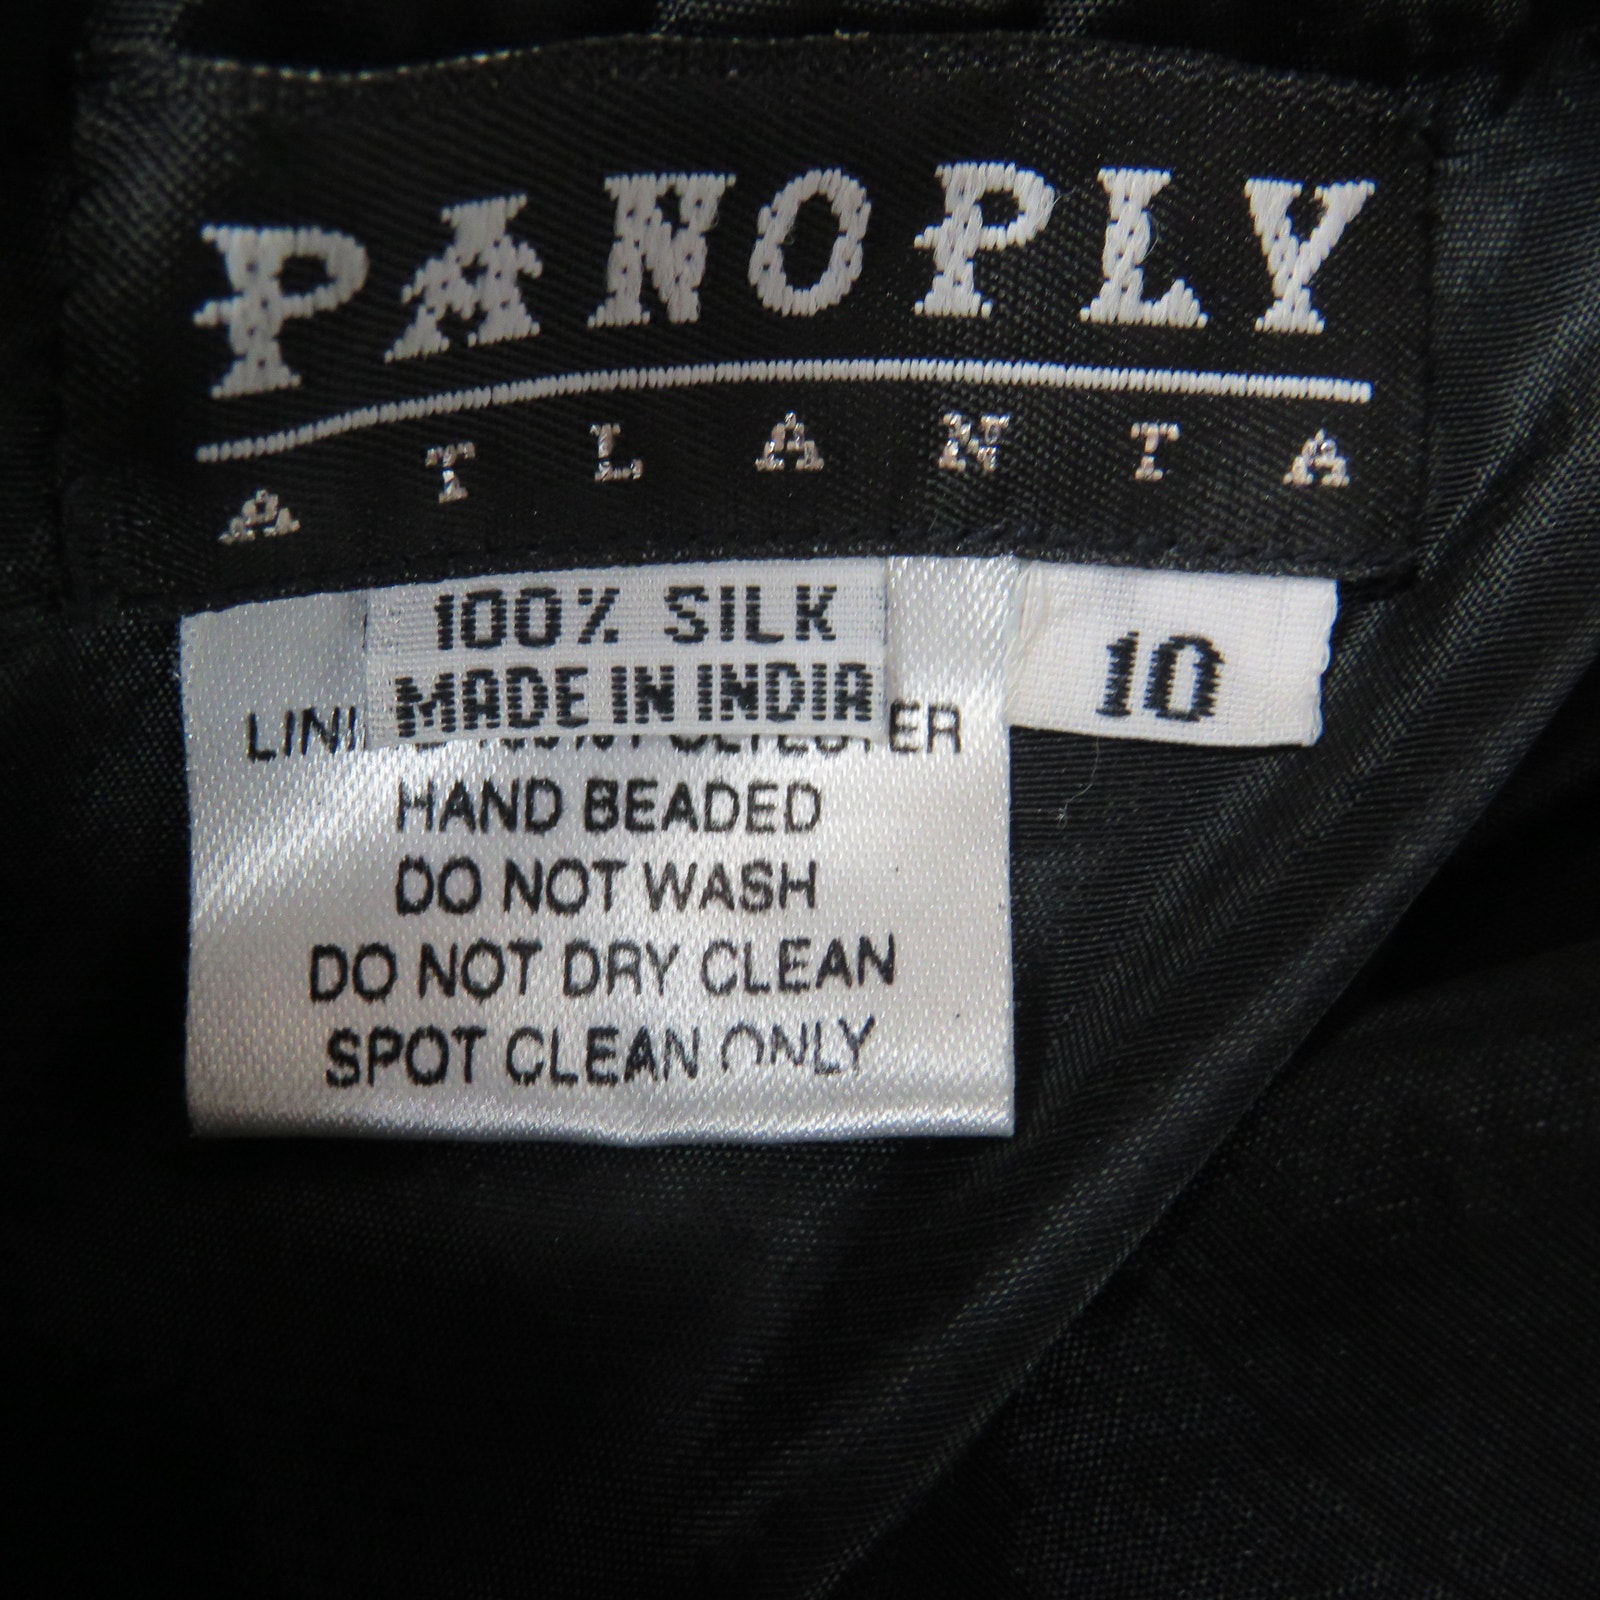 PANOPLY
ATLANTA
100% SILK
MADE IN INDIA
10
HAND BEADED
DO NOT WASH
DO NOT DRY CLEAN
SPOT CLEAN ONLY